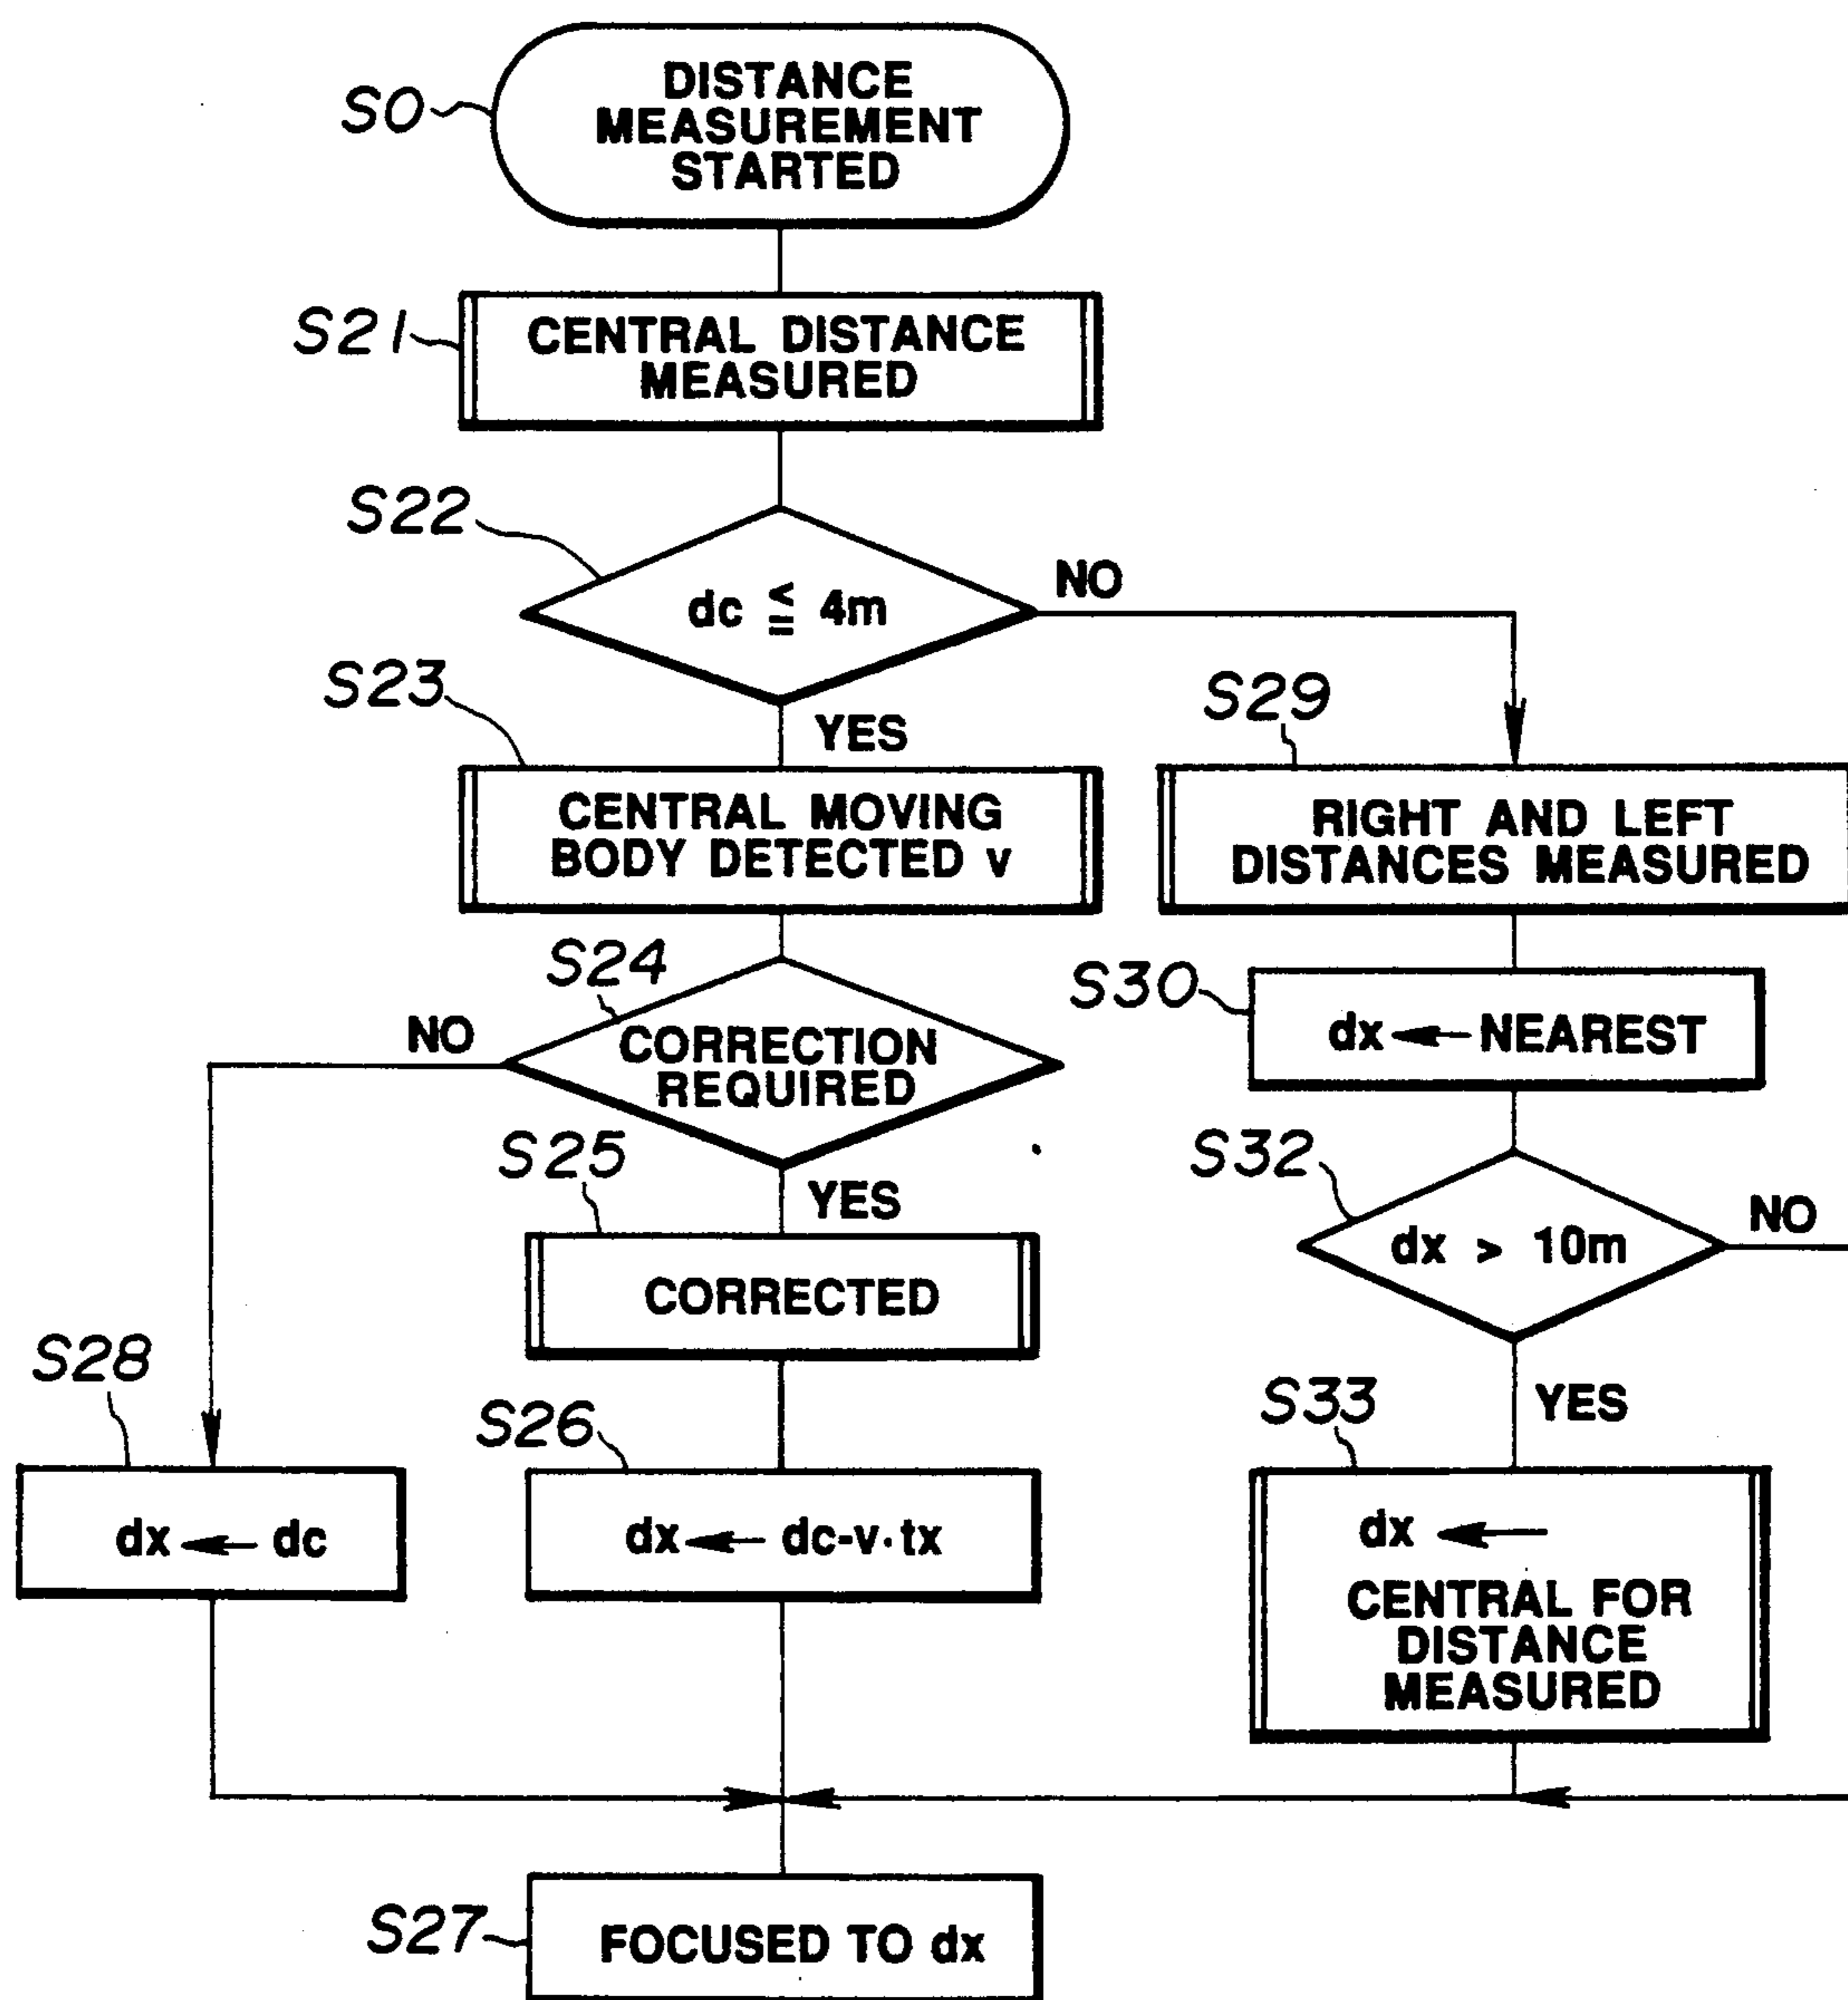 S0
DISTANCE
MEASUREMENT
STARTED
S21
CENTRAL DISTANCE
MEASURED
S22
dc ≦ 4m
NO
YES
S23
CENTRAL MOVING
BODY DETECTED v
S29
RIGHT AND LEFT
DISTANCES MEASURED
S24
CORRECTION
REQUIRED
NO
YES
S30
dx ← NEAREST
S25
CORRECTED
S32
dx > 10m
NO
YES
S28
dx ← dc
S26
dx ← dc-v·tx
S33
dx ←
CENTRAL FOR
DISTANCE
MEASURED
S27
FOCUSED TO dx